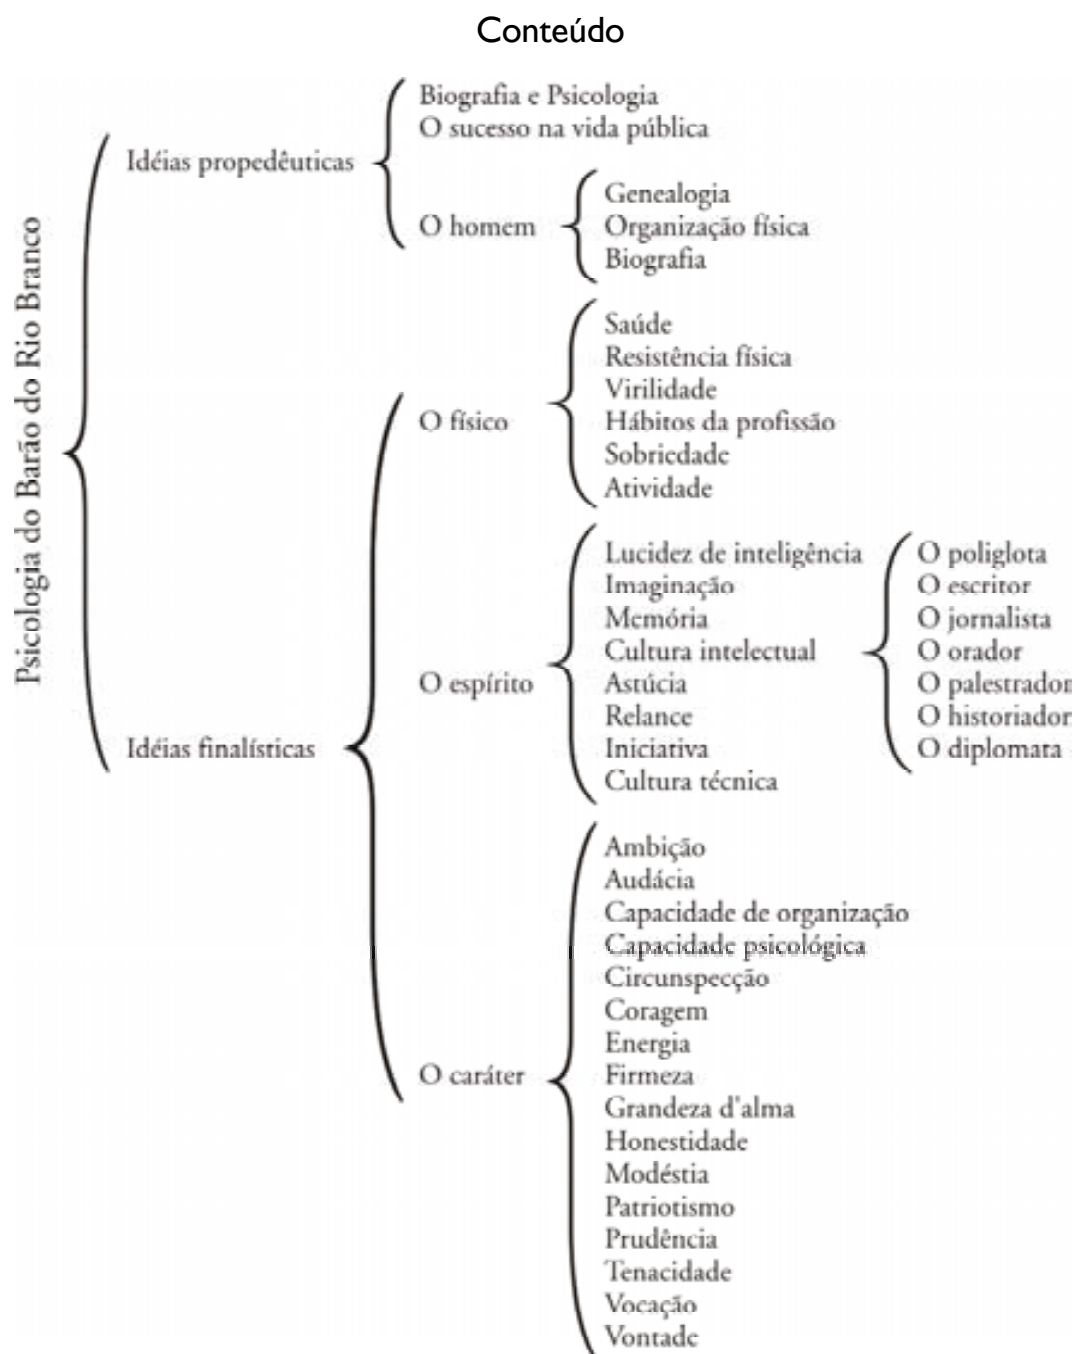 Conteúdo
Psicologia do Barão do Rio Branco
Idéias propedêuticas
Biografia e Psicologia
O sucesso na vida pública
O homem
Genealogia
Organização física
Biografia
Idéias finalísticas
O físico
Saúde
Resistência física
Virilidade
Hábitos da profissão
Sobriedade
Atividade
O espírito
Lucidez de inteligência
Imaginação
Memória
Cultura intelectual
O poliglota
O escritor
O jornalista
O orador
O palestrador
O historiador
O diplomata
Astúcia
Relance
Iniciativa
Cultura técnica
O caráter
Ambição
Audácia
Capacidade de organização
Capacidade psicológica
Circunspecção
Coragem
Energia
Firmeza
Grandeza d'alma
Honestidade
Modéstia
Patriotismo
Prudência
Tenacidade
Vocação
Vontade